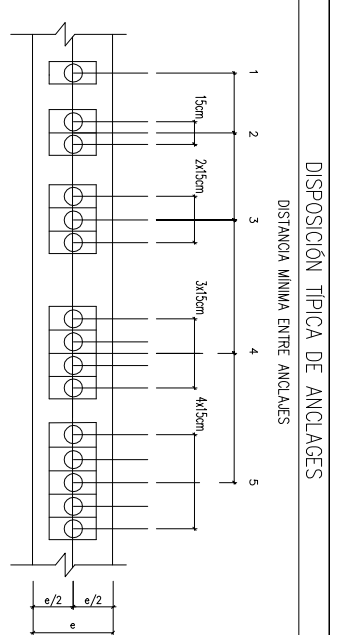 DISPOSICIÓN TÍPICA DE ANCLAGES
DISTANCIA MÍNIMA ENTRE ANCLAJES
1 2 3 4 5
15cm 2x15cm 3x15cm 4x15cm
e/2 e/2
e